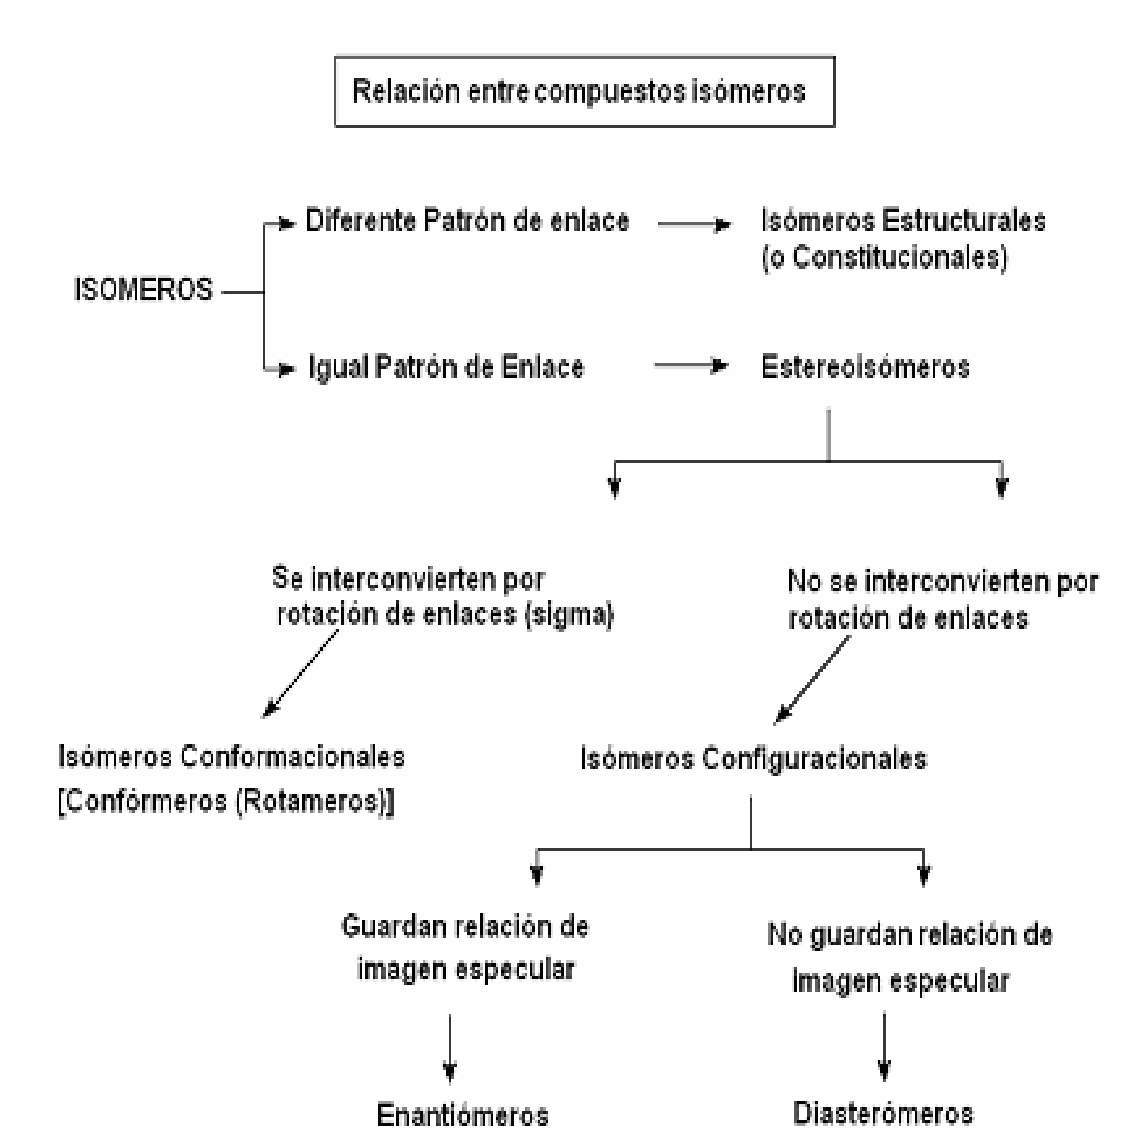 Relación entre compuestos isómeros
Diferente Patrón de enlace
Isómeros Estructurales
(o Constitucionales)
ISOMEROS
Igual Patrón de Enlace
Estereoisómeros
Se interconvierten por
rotación de enlaces (sigma)
No se interconvierten por
rotación de enlaces
Isómeros Conformacionales
[Confórmeros (Rotameros)]
Isómeros Configuracionales
Guardan relación de
imagen especular
No guardan relación de
imagen especular
Enantiómeros
Diasterómeros